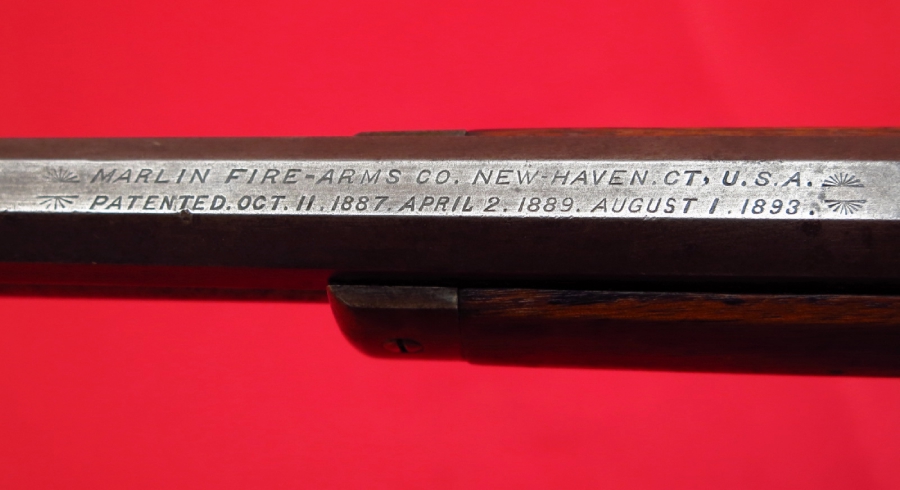 MARLIN FIRE-ARMS CO. NEW-HAVEN. CT, U.S.A.
PATENTED. OCT. 11. 1887. APRIL 2. 1889. AUGUST 1. 1893.